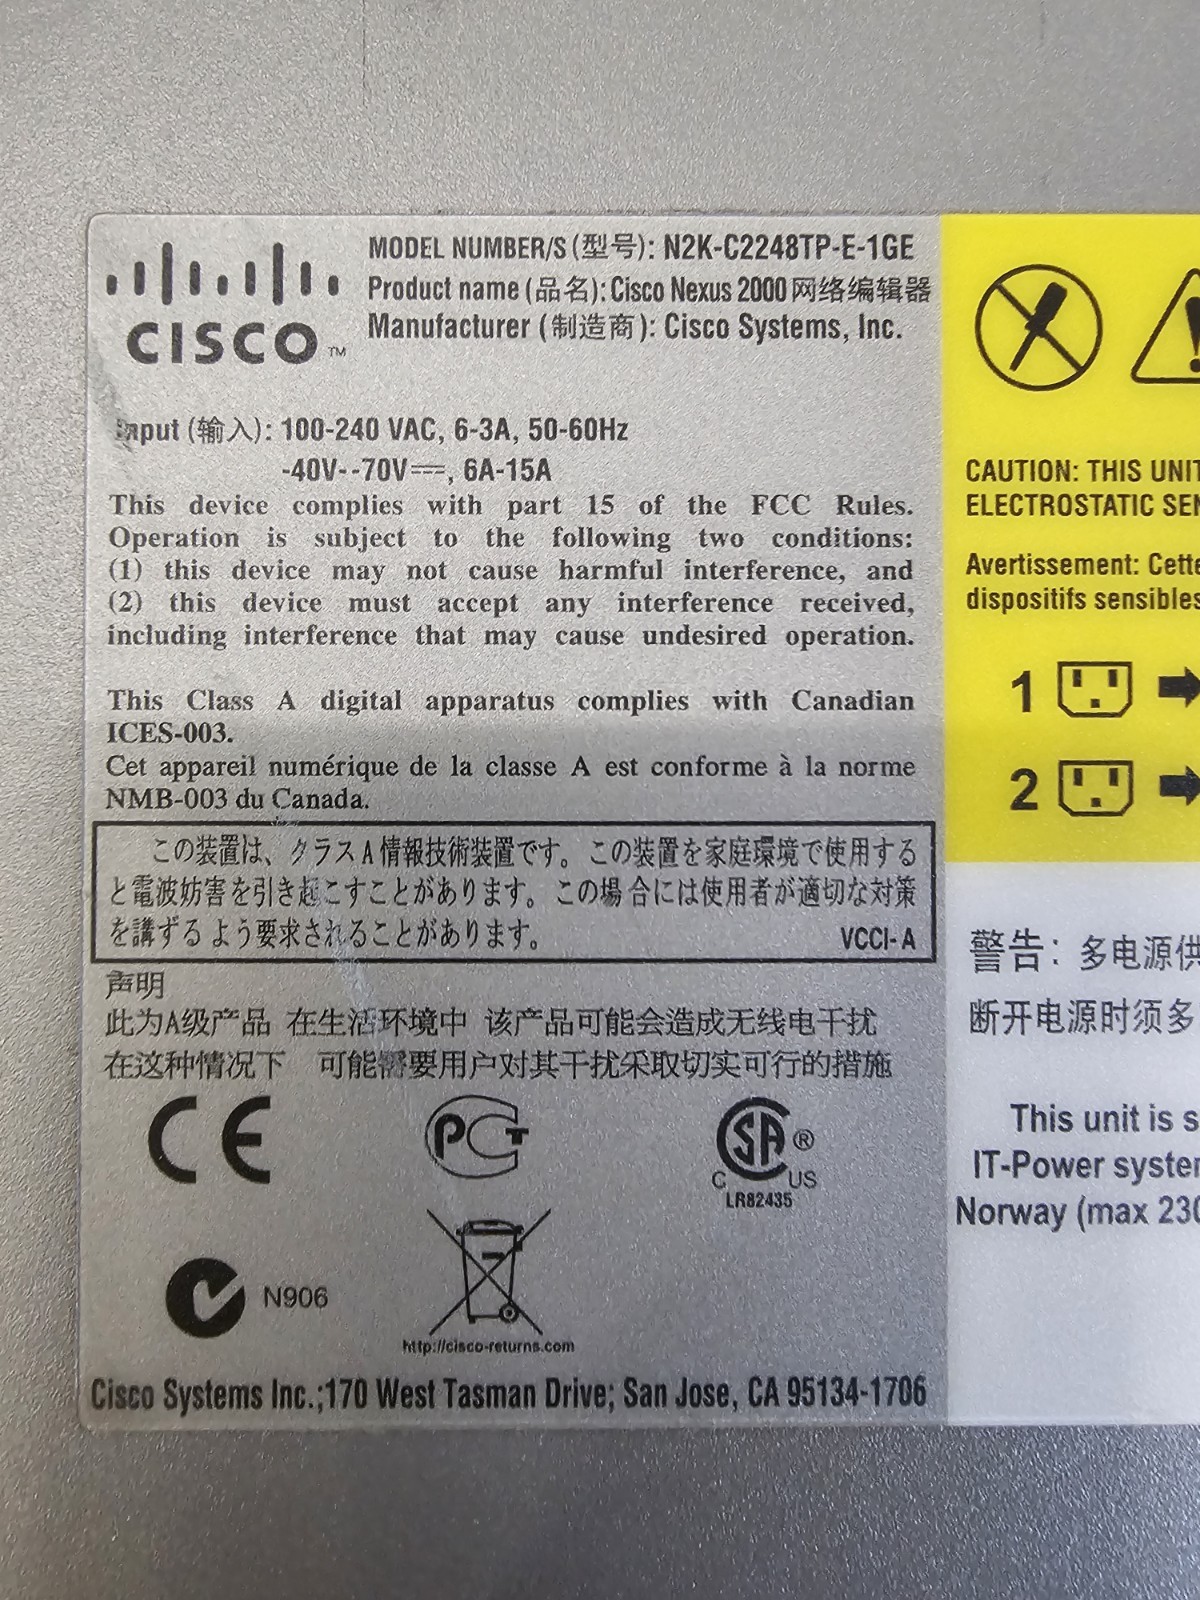 CISCO™
MODEL NUMBER/S (型号): N2K-C2248TP-E-1GE
Product name (品名): Cisco Nexus 2000 网络编辑器
Manufacturer (制造商): Cisco Systems, Inc.
Input (输入): 100-240 VAC, 6-3A, 50-60Hz
-40V--70V⎓, 6A-15A
This device complies with part 15 of the FCC Rules.
Operation is subject to the following two conditions:
(1) this device may not cause harmful interference, and
(2) this device must accept any interference received,
including interference that may cause undesired operation.
This Class A digital apparatus complies with Canadian
ICES-003.
Cet appareil numérique de la classe A est conforme à la norme
NMB-003 du Canada.
この装置は、クラスA情報技術装置です。この装置を家庭環境で使用する
と電波妨害を引き起こすことがあります。この場合には使用者が適切な対策
を講ずるよう要求されることがあります。 VCCI-A
声明
此为A级产品 在生活环境中 该产品可能会造成无线电干扰
在这种情况下 可能需要用户对其干扰采取切实可行的措施
CE
PCT
SA ®
C US
LR82435
N906
http://cisco-returns.com
Cisco Systems Inc.;170 West Tasman Drive; San Jose, CA 95134-1706
CAUTION: THIS UNIT
ELECTROSTATIC
Avertissement: Cette
dispositifs sensibles
1
2
警告: 多电源供
断开电源时须多
This unit is
IT-Power
Norway (max